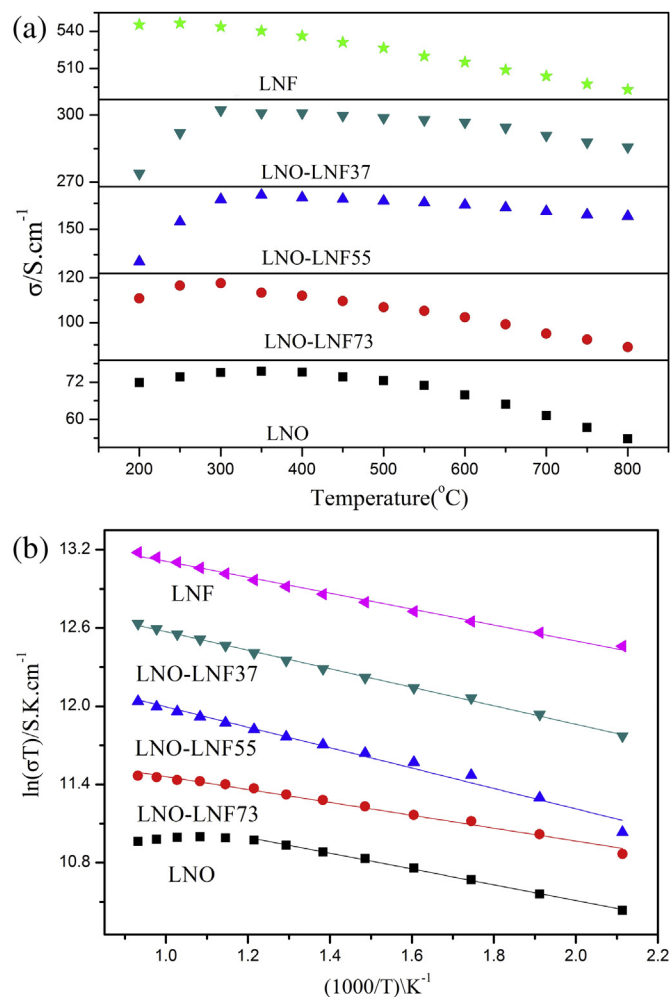 (a)
540
510
LNF
300
270
LNO-LNF37
150
LNO-LNF55
120
100
LNO-LNF73
72
60
LNO
σ/S.cm⁻¹
200 300 400 500 600 700 800
Temperature(°C)
(b)
13.2
12.6
12.0
11.4
10.8
LNF
LNO-LNF37
LNO-LNF55
LNO-LNF73
LNO
ln(σT)/S.K.cm⁻¹
1.0 1.2 1.4 1.6 1.8 2.0 2.2
(1000/T)\K⁻¹